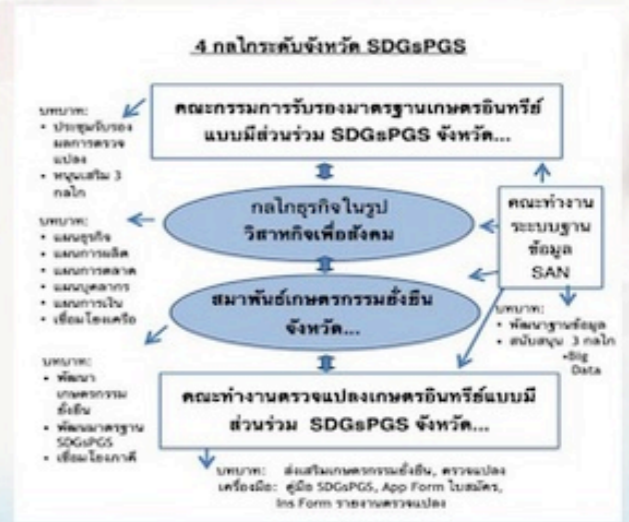 4 กลไกระดับจังหวัด SDGsPGS
คณะกรรมการรับรองมาตรฐานเกษตรอินทรีย์
แบบมีส่วนร่วม SDGsPGS จังหวัด...
บทบาท:
• ประชุมรับรอง
ผลการตรวจ
แปลง
• หนุนเสริม 3
กลไก
กลไกธุรกิจในรูป
วิสาหกิจเพื่อสังคม
คณะทำงาน
ระบบฐาน
ข้อมูล
SAN
บทบาท:
• แผนธุรกิจ
• แผนการผลิต
• แผนการตลาด
• แผนบุคลากร
• แผนการเงิน
• เชื่อมโยงเครือ
สมาพันธ์เกษตรกรรมยั่งยืน
จังหวัด...
บทบาท:
• พัฒนาฐานข้อมูล
• สนับสนุน 3 กลไก
•Big
Data
บทบาท:
• พัฒนา
เกษตรกรรม
ยั่งยืน
• พัฒนามาตรฐาน
SDGsPGS
• เชื่อมโยงภาคี
คณะทำงานตรวจแปลงเกษตรอินทรีย์แบบมี
ส่วนร่วม SDGsPGS จังหวัด...
บทบาท: ส่งเสริมเกษตรกรรมยั่งยืน, ตรวจแปลง
เครื่องมือ: คู่มือ SDGsPGS, App Form ใบสมัคร,
Ins Form รายงานตรวจแปลง